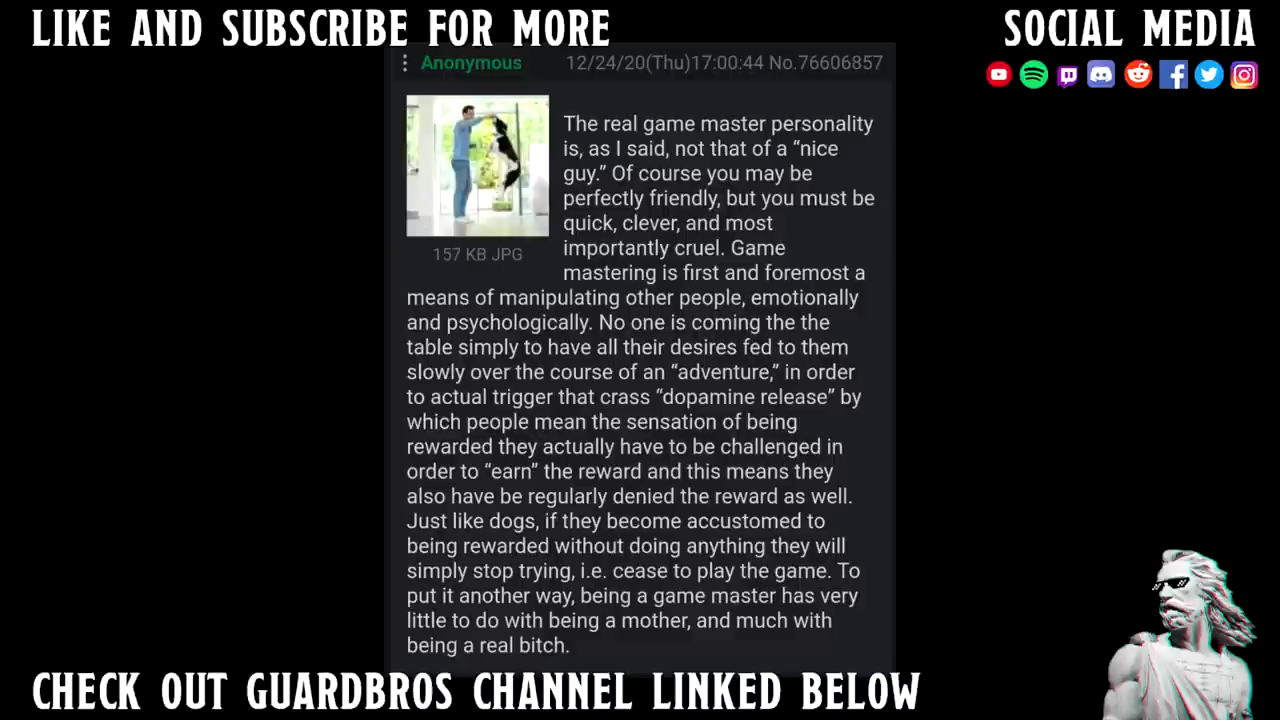 LIKE AND SUBSCRIBE FOR MORE
SOCIAL MEDIA
Anonymous 12/24/20(Thu)17:00:44 No.76606857
157 KB JPG
The real game master personality
is, as I said, not that of a “nice
guy.” Of course you may be
perfectly friendly, but you must be
quick, clever, and most
importantly cruel. Game
mastering is first and foremost a
means of manipulating other people, emotionally
and psychologically. No one is coming the the
table simply to have all their desires fed to them
slowly over the course of an “adventure,” in order
to actual trigger that crass “dopamine release” by
which people mean the sensation of being
rewarded they actually have to be challenged in
order to “earn” the reward and this means they
also have be regularly denied the reward as well.
Just like dogs, if they become accustomed to
being rewarded without doing anything they will
simply stop trying, i.e. cease to play the game. To
put it another way, being a game master has very
little to do with being a mother, and much with
being a real bitch.
CHECK OUT GUARDBROS CHANNEL LINKED BELOW